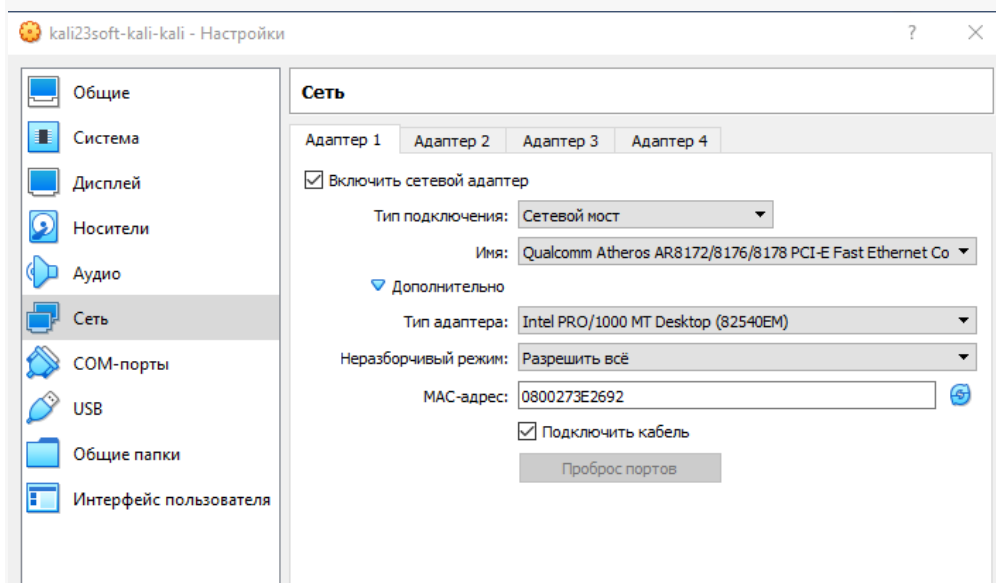 kali23soft-kali-kali - Настройки
?
Общие
Система
Дисплей
Носители
Аудио
Сеть
COM-порты
USB
Общие папки
Интерфейс пользователя
Сеть
Адаптер 1 Адаптер 2 Адаптер 3 Адаптер 4
Включить сетевой адаптер
Тип подключения: Сетевой мост
Имя: Qualcomm Atheros AR8172/8176/8178 PCI-E Fast Ethernet Co
Дополнительно
Тип адаптера: Intel PRO/1000 MT Desktop (82540EM)
Неразборчивый режим: Разрешить всё
MAC-адрес: 0800273E2692
Подключить кабель
Проброс портов